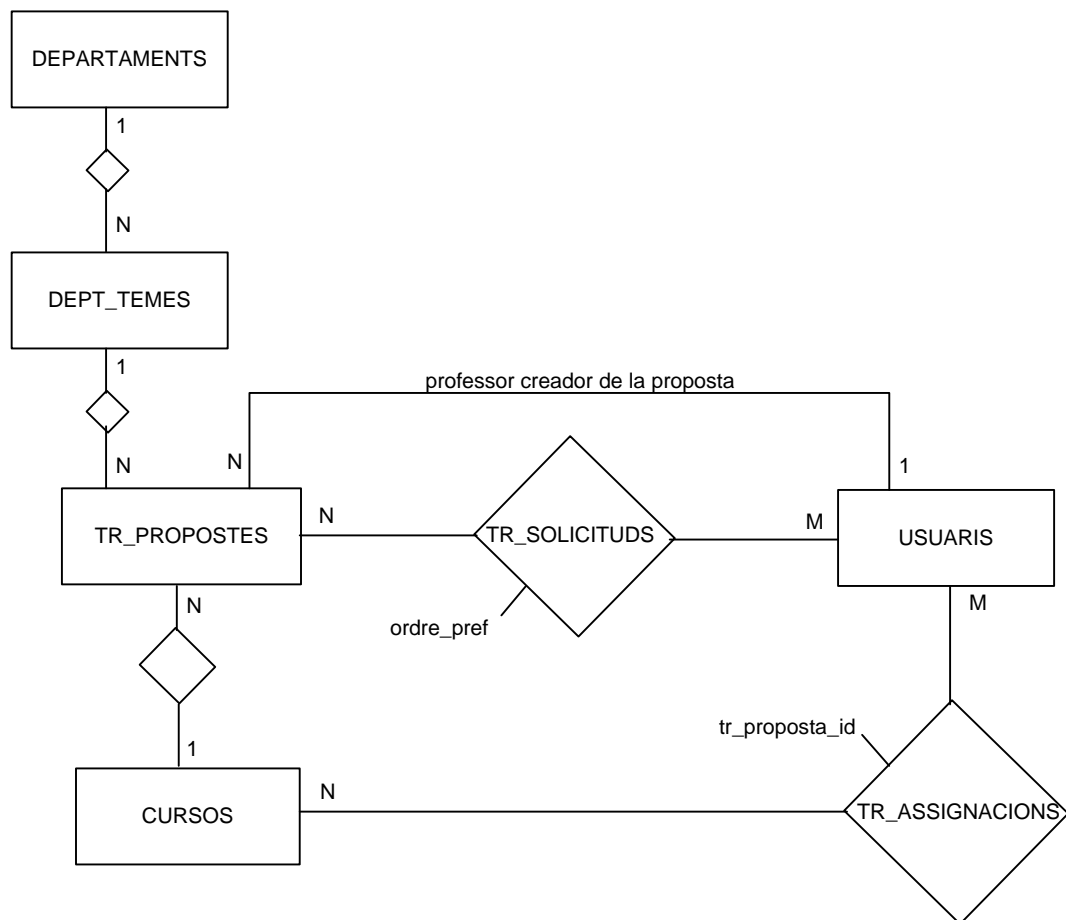 DEPARTAMENTS
1
N
DEPT_TEMES
1
professor creador de la proposta
N
N
1
TR_PROPOSTES
N
TR_SOLICITUDS
M
USUARIS
N
ordre_pref
M
tr_proposta_id
1
CURSOS
N
TR_ASSIGNACIONS